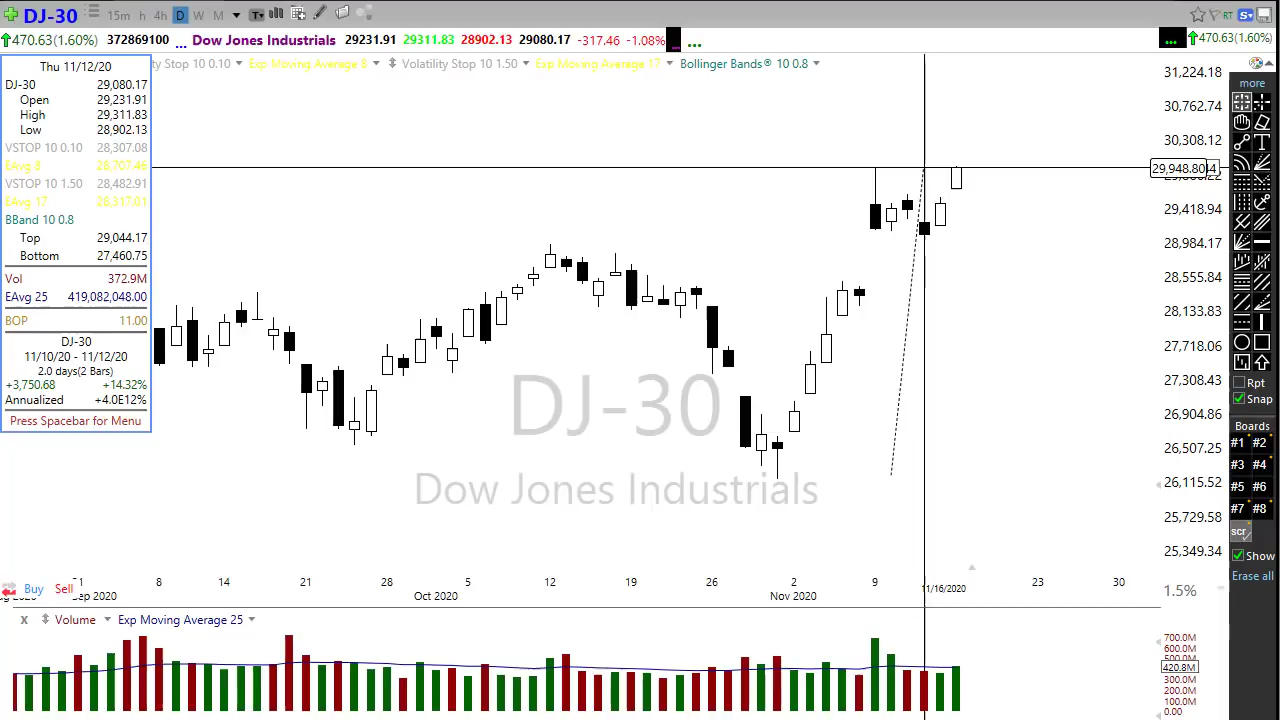 DJ-30 15m h 4h D W M T RT S
470.63(1.60%) 372869100 ... Dow Jones Industrials 29231.91 29311.83 28902.13 29080.17 -317.46 -1.08% ... ... 470.63(1.60%)
ty Stop 10 0.10 Exp Moving Average 8 Volatility Stop 10 1.50 Exp Moving Average 17 Bollinger Bands® 10 0.8
Thu 11/12/20
DJ-30 29,080.17
Open 29,231.91
High 29,311.83
Low 28,902.13
VSTOP 10 0.10 28,307.08
EAvg 8 28,707.46
VSTOP 10 1.50 28,482.91
EAvg 17 28,317.01
BBand 10 0.8
Top 29,044.17
Bottom 27,460.75
Vol 372.9M
EAvg 25 419,082,048.00
BOP 11.00
DJ-30
11/10/20 - 11/12/20
2.0 days(2 Bars)
+3,750.68 +14.32%
Annualized +4.0E12%
Press Spacebar for Menu
DJ-30
Dow Jones Industrials
31,224.18
30,762.74
30,308.12
29,948.80
29,418.94
28,984.17
28,555.84
28,133.83
27,718.06
27,308.43
26,904.86
26,507.25
26,115.52
25,729.58
25,349.34
more
T
Rpt
Snap
Boards
#1 #2
#3 #4
#5 #6
#7 #8
scr
Show
Erase all
Buy Sell
8 14 21 28 5 12 19 26 2 9 23 30
Sep 2020 Oct 2020 Nov 2020 11/16/2020
1.5%
x Volume Exp Moving Average 25
700.0M
600.0M
420.8M
300.0M
200.0M
100.0M
0.00